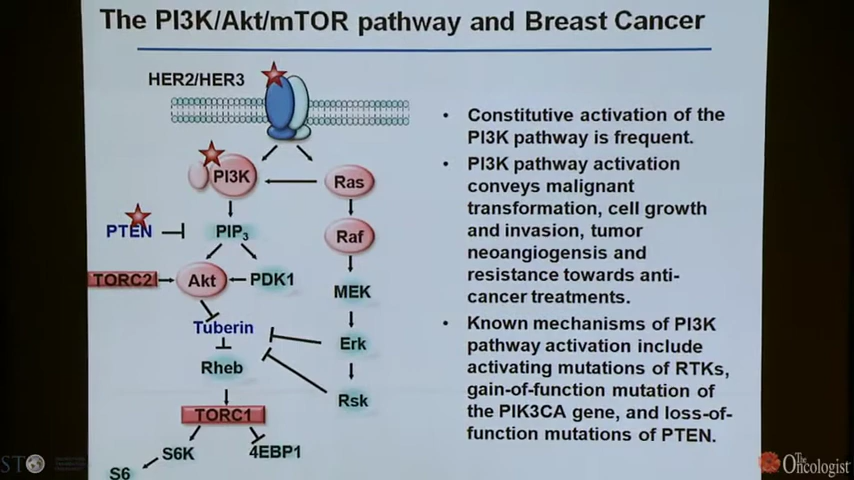 The PI3K/Akt/mTOR pathway and Breast Cancer
HER2/HER3
PI3K
Ras
PTEN
PIP3
Raf
TORC2
Akt
PDK1
MEK
Tuberin
Erk
Rheb
Rsk
TORC1
S6K
4EBP1
S6
• Constitutive activation of the
PI3K pathway is frequent.
• PI3K pathway activation
conveys malignant
transformation, cell growth
and invasion, tumor
neoangiogenesis and
resistance towards anti-
cancer treatments.
• Known mechanisms of PI3K
pathway activation include
activating mutations of RTKs,
gain-of-function mutation of
the PIK3CA gene, and loss-of-
function mutations of PTEN.
The
Oncologist